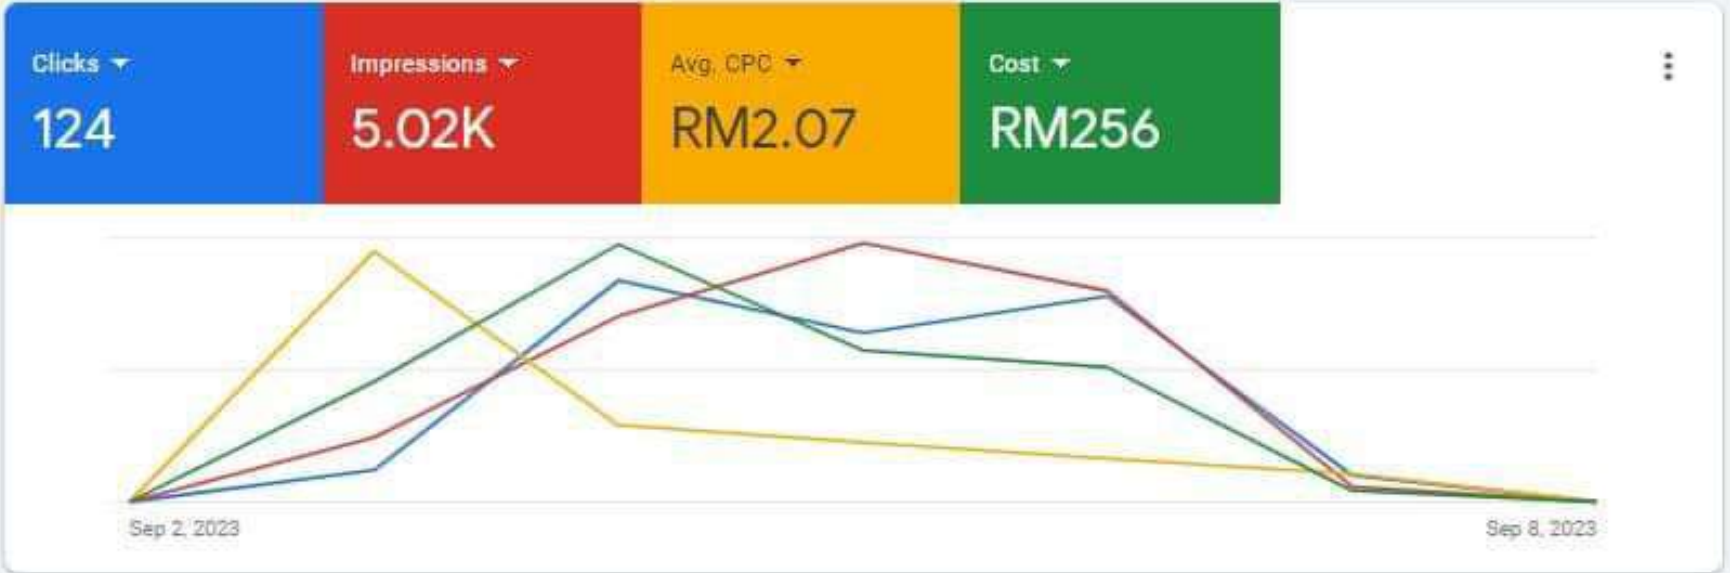 Clicks
Impressions
Avg. CPC
Cost
124
5.02K
RM2.07
RM256
Sep 2, 2023
Sep 8, 2023